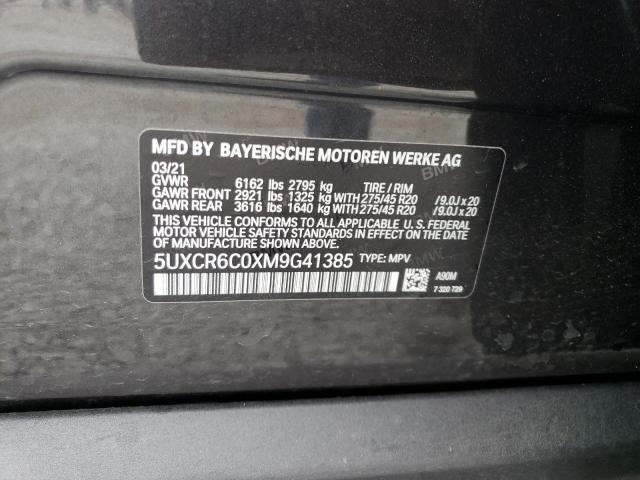 MFD BY BAYERISCHE MOTOREN WERKE AG
03/21
GVWR 6162 lbs 2795 kg TIRE / RIM
GAWR FRONT 2921 lbs 1325 kg WITH 275/45 R20 /9.0J x 20
GAWR REAR 3616 lbs 1640 kg WITH 275/45 R20 /9.0J x 20
THIS VEHICLE CONFORMS TO ALL APPLICABLE U. S. FEDERAL
MOTOR VEHICLE SAFETY STANDARDS IN EFFECT
ON THE DATE OF MANUFACTURE SHOWN ABOVE.
5UXCR6C0XM9G41385 TYPE: MPV
A90M
7 320 729